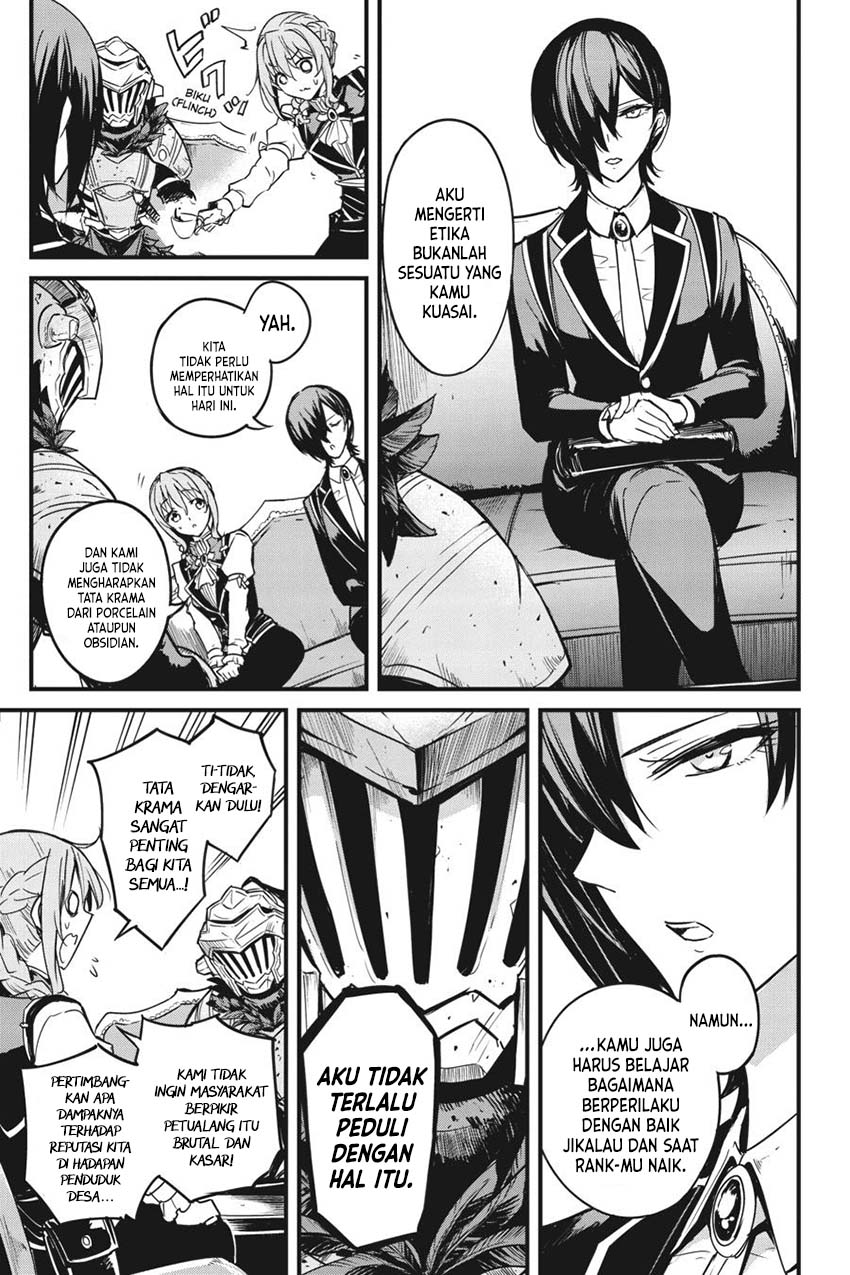 ビクッ
BIKU
(FLINCH)
AKU
MENGERTI
ETIKA
BUKANLAH
SESUATU YANG
KAMU
KUASAI.
YAH.
KITA
TIDAK PERLU
MEMPERHATIKAN
HAL ITU UNTUK
HARI INI.
DAN KAMI
JUGA TIDAK
MENGHARAPKAN
TATA KRAMA
DARI PORCELAIN
ATAUPUN
OBSIDIAN.
NAMUN...
...KAMU JUGA
HARUS BELAJAR
BAGAIMANA
BERPERILAKU
DENGAN BAIK
JIKALAU DAN SAAT
RANK-MU NAIK.
AKU TIDAK
TERLALU
PEDULI
DENGAN
HAL ITU.
TI-TIDAK,
DENGAR-
KAN DULU!
TATA
KRAMA
SANGAT
PENTING
BAGI KITA
SEMUA...!
KAMI TIDAK
INGIN MASYARAKAT
BERPIKIR
PETUALANG ITU
BRUTAL DAN
KASAR!
PERTIMBANG-
KAN APA
DAMPAKNYA
TERHADAP
REPUTASI KITA
DI HADAPAN
PENDUDUK
DESA...